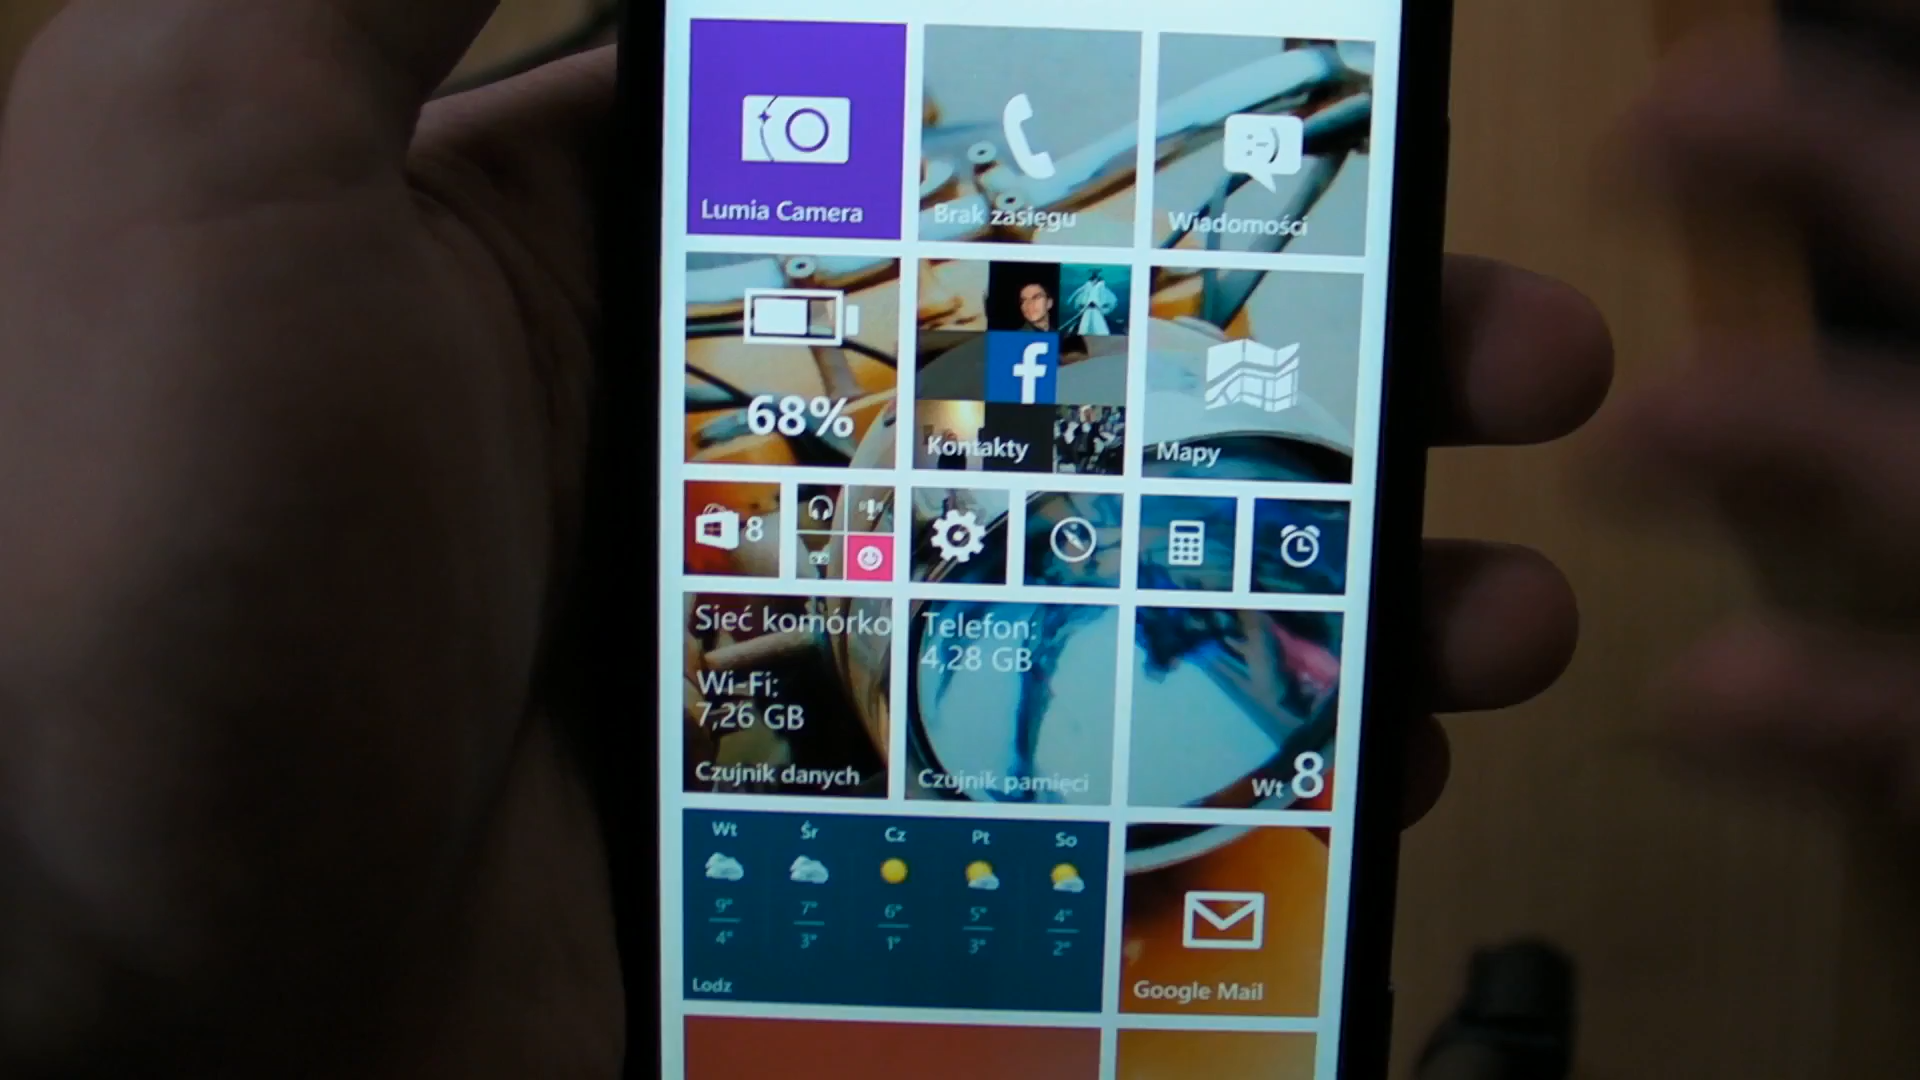 Lumia Camera
Brak zasięgu
Wiadomości
68%
Kontakty
Mapy
8
Sieć komórko
Wi-Fi:
7,26 GB
Czujnik danych
Telefon:
4,28 GB
Czujnik pamięci
Wt 8
Wt Śr Cz Pt So
9° 7° 6° 5° 4°
4° 3° 1° 3° 2°
Lodz
Google Mail